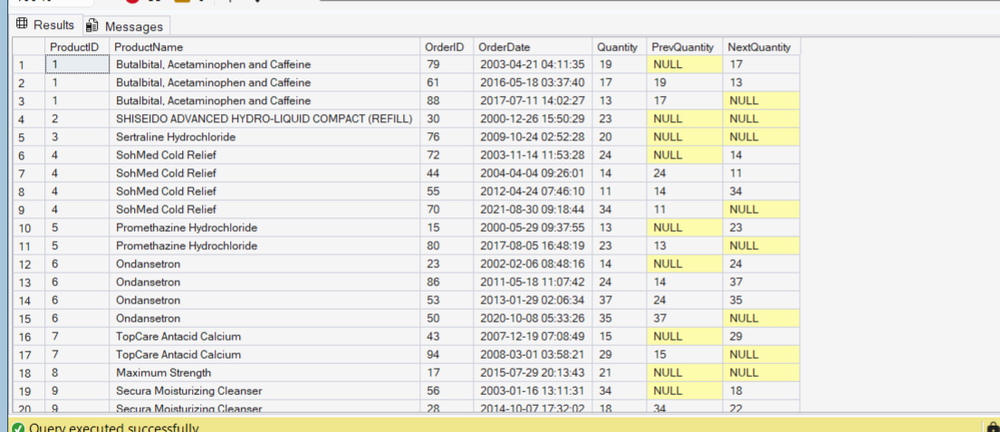 Results Messages
ProductID ProductName OrderID OrderDate Quantity PrevQuantity NextQuantity
1 1 Butalbital, Acetaminophen and Caffeine 79 2003-04-21 04:11:35 19 NULL 17
2 1 Butalbital, Acetaminophen and Caffeine 61 2016-05-18 03:37:40 17 19 13
3 1 Butalbital, Acetaminophen and Caffeine 88 2017-07-11 14:02:27 13 17 NULL
4 2 SHISEIDO ADVANCED HYDRO-LIQUID COMPACT (REFILL) 30 2000-12-26 15:50:29 23 NULL NULL
5 3 Sertraline Hydrochloride 76 2009-10-24 02:52:28 20 NULL NULL
6 4 SohMed Cold Relief 72 2003-11-14 11:53:28 24 NULL 14
7 4 SohMed Cold Relief 44 2004-04-04 09:26:01 14 24 11
8 4 SohMed Cold Relief 55 2012-04-24 07:46:10 11 14 34
9 4 SohMed Cold Relief 70 2021-08-30 09:18:44 34 11 NULL
10 5 Promethazine Hydrochloride 15 2000-05-29 09:37:55 13 NULL 23
11 5 Promethazine Hydrochloride 80 2017-08-05 16:48:19 23 13 NULL
12 6 Ondansetron 23 2002-02-06 08:48:16 14 NULL 24
13 6 Ondansetron 86 2011-05-18 11:07:42 24 14 37
14 6 Ondansetron 53 2013-01-29 02:06:34 37 24 35
15 6 Ondansetron 50 2020-10-08 05:33:26 35 37 NULL
16 7 TopCare Antacid Calcium 43 2007-12-19 07:08:49 15 NULL 29
17 7 TopCare Antacid Calcium 94 2008-03-01 03:58:21 29 15 NULL
18 8 Maximum Strength 17 2015-07-29 20:13:43 21 NULL NULL
19 9 Secura Moisturizing Cleanser 56 2003-01-16 13:11:31 34 NULL 18
20 9 Secura Moisturizing Cleanser 28 2014-10-07 17:32:02 18 34 22
Query executed successfully